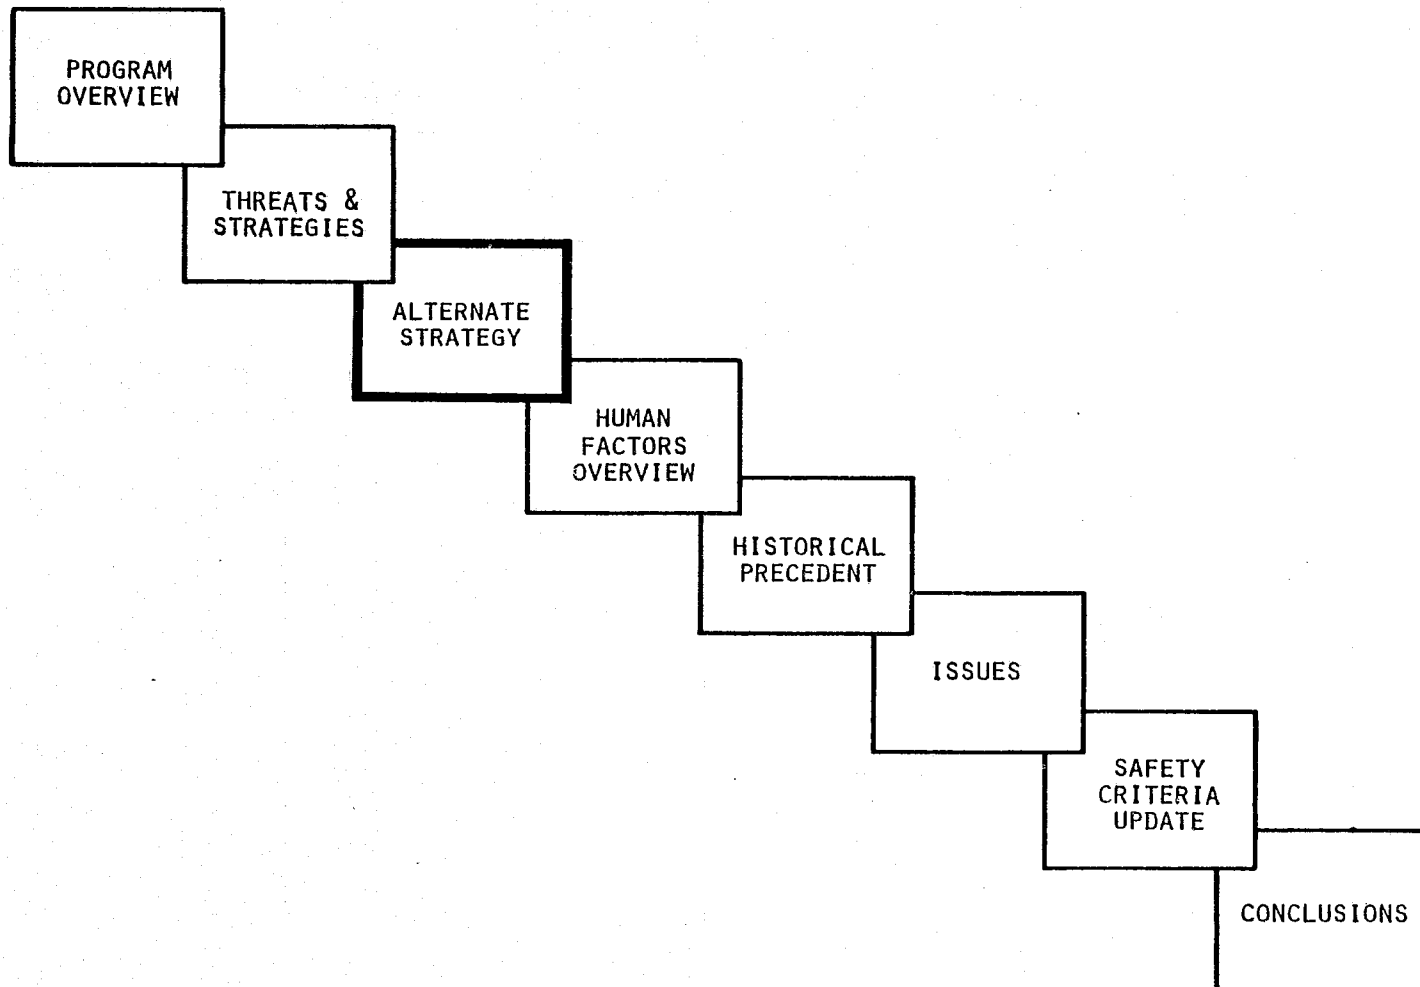 PROGRAM
OVERVIEW
THREATS &
STRATEGIES
ALTERNATE
STRATEGY
HUMAN
FACTORS
OVERVIEW
HISTORICAL
PRECEDENT
ISSUES
SAFETY
CRITERIA
UPDATE
CONCLUSIONS